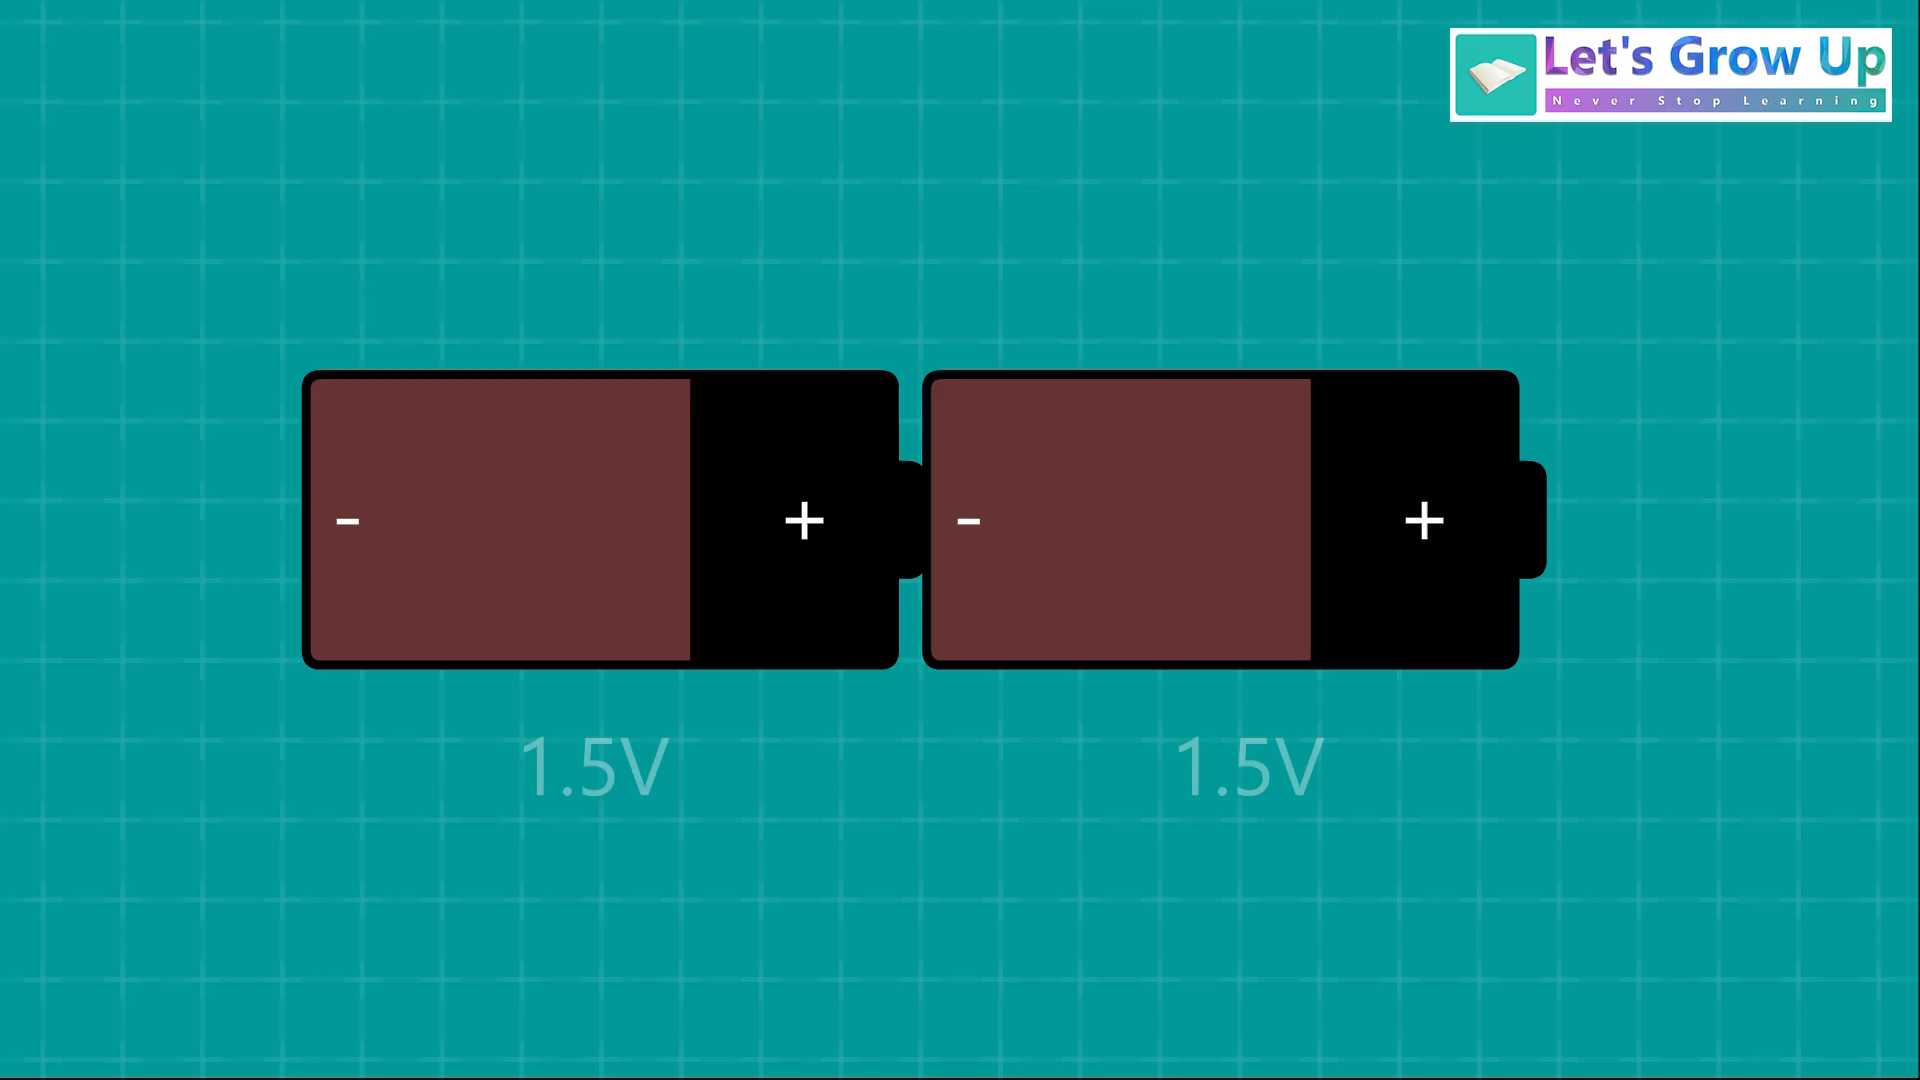 Let's Grow Up
Never Stop Learning
- + - +
1.5V 1.5V